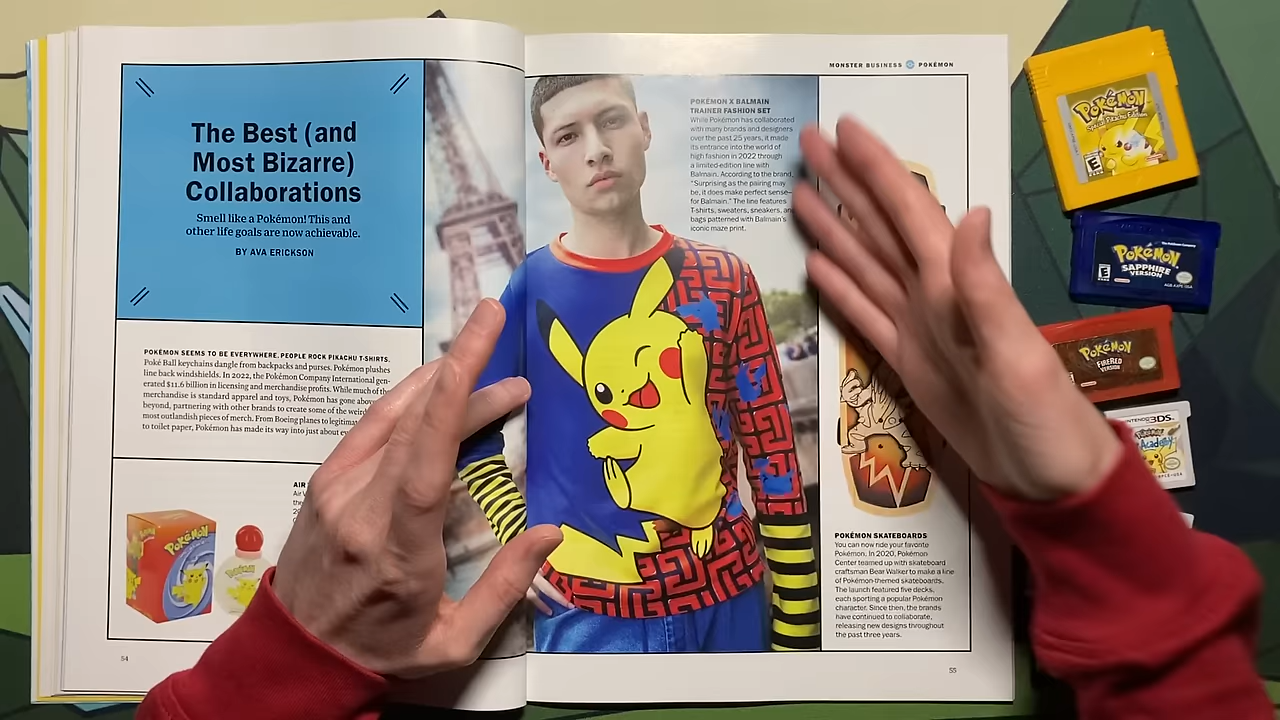 The Best (and
Most Bizarre)
Collaborations
Smell like a Pokémon! This and
other life goals are now achievable.
BY AVA ERICKSON
POKÉMON SEEMS TO BE EVERYWHERE. PEOPLE ROCK PIKACHU T-SHIRTS.
Poké Ball keychains dangle from backpacks and purses. Pokémon plushes
line back windshields. In 2022, the Pokémon Company International gen-
erated $11.6 billion in licensing and merchandise profits. While much of the
merchandise is standard apparel and toys, Pokémon has gone above
beyond, partnering with other brands to create some of the
most outlandish pieces of merch. From Boeing planes to
to toilet paper, Pokémon has made its way into just about
AIR
Air
Pokémon
54
MONSTER BUSINESS POKÉMON
POKÉMON X BALMAIN
TRAINER FASHION SET
While Pokémon has collaborated
with many brands and designers
over the past 25 years, it made
its entrance into the world of
high fashion in 2022 through
a limited-edition line with
Balmain. According to the brand,
"Surprising as the pairing may
be, it does make perfect sense—
for Balmain." The line features
T-shirts, sweaters, sneakers, and
bags patterned with Balmain's
iconic maze print.
POKÉMON SKATEBOARDS
You can now ride your favorite
Pokémon. In 2020, Pokémon
Center teamed up with skateboard
craftsman Bear Walker to make a line
of Pokémon-themed skateboards.
The launch featured five decks,
each sporting a popular Pokémon
character. Since then, the brands
have continued to collaborate,
releasing new designs throughout
the past three years.
55
Pokémon
Special Pikachu Edition
E
Pokémon
SAPPHIRE
VERSION
E
Pokémon
FIRERED
VERSION
NINTENDO 3DS
Academy